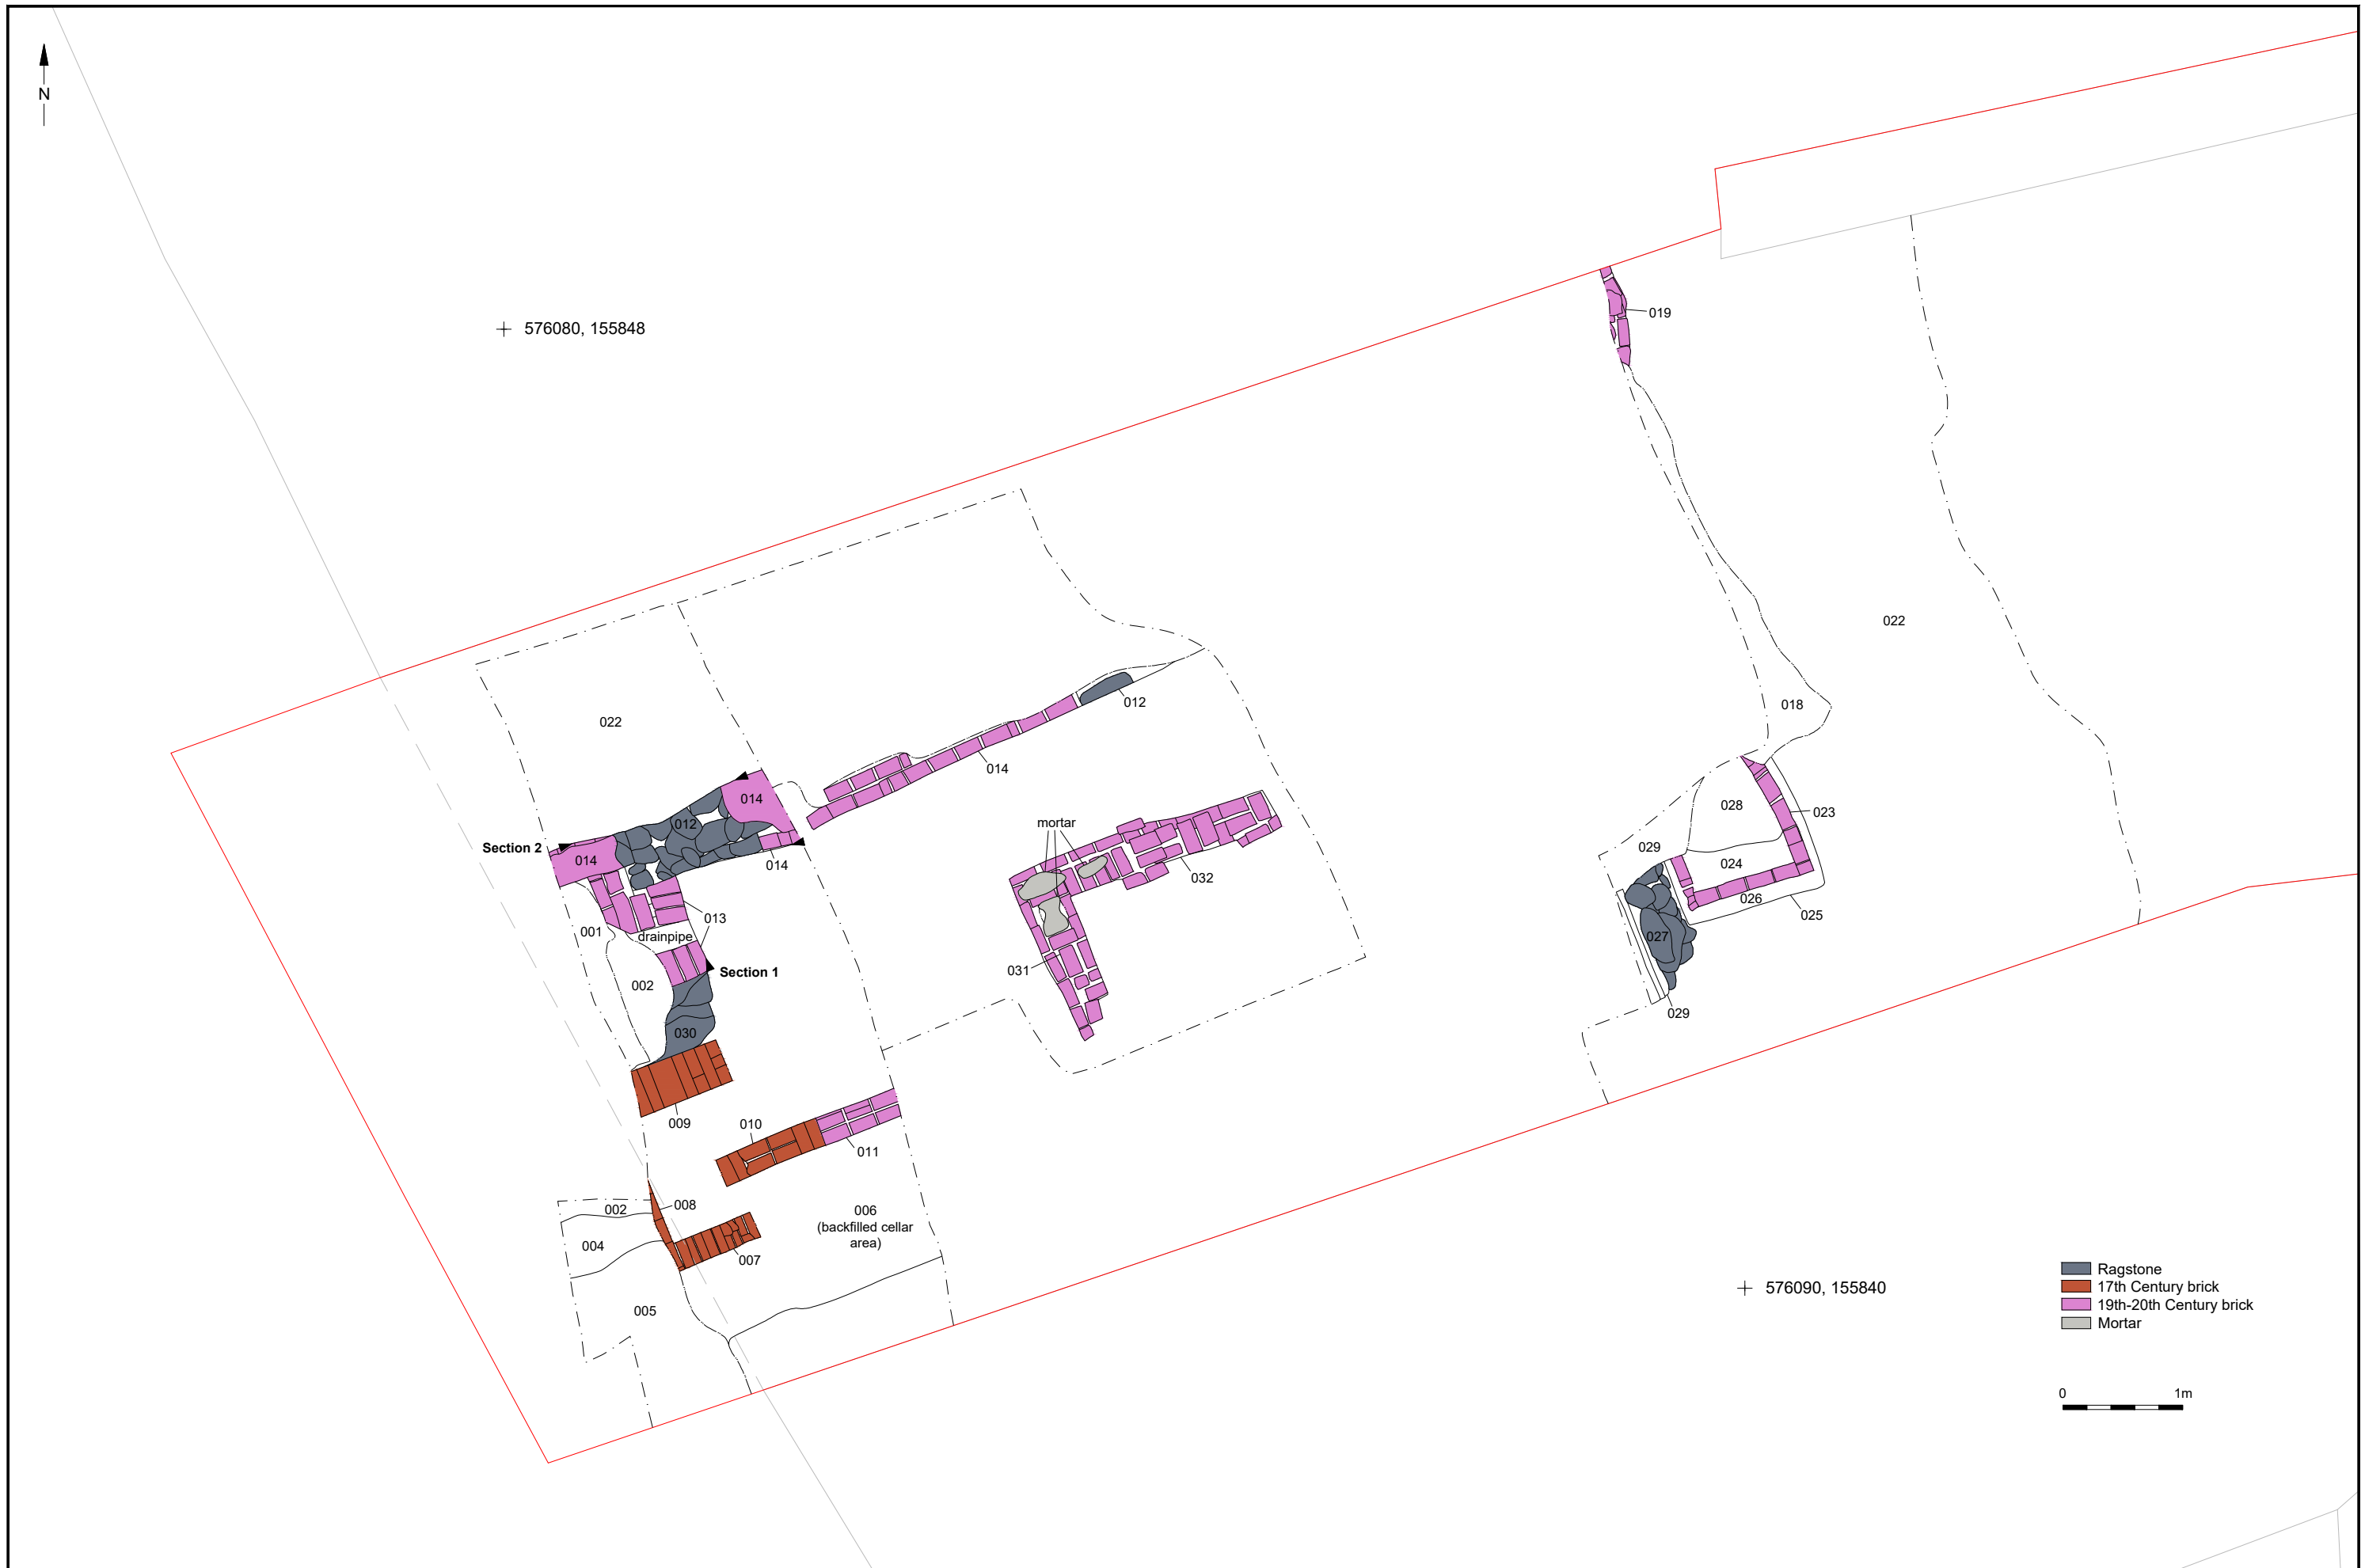 N
576080, 155848
019
022
018
012
022
014
014
012
Section 2
014
014
mortar
032
028
023
029
024
026
025
013
001
drainpipe
Section 1
031
002
027
029
030
009
010
011
008
002
006
(backfilled cellar
area)
004
007
005
576090, 155840
Ragstone
17th Century brick
19th-20th Century brick
Mortar
0 1m